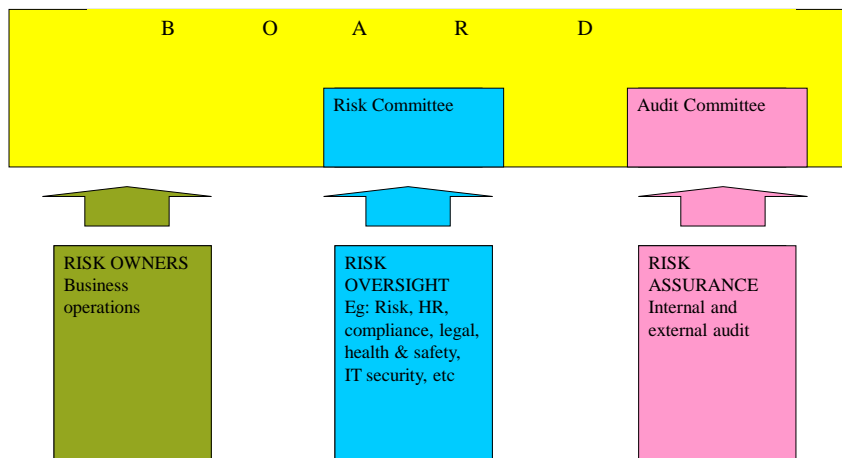 B O A R D
Risk Committee
Audit Committee
RISK OWNERS
Business
operations
RISK
OVERSIGHT
Eg: Risk, HR,
compliance, legal,
health & safety,
IT security, etc
RISK
ASSURANCE
Internal and
external audit